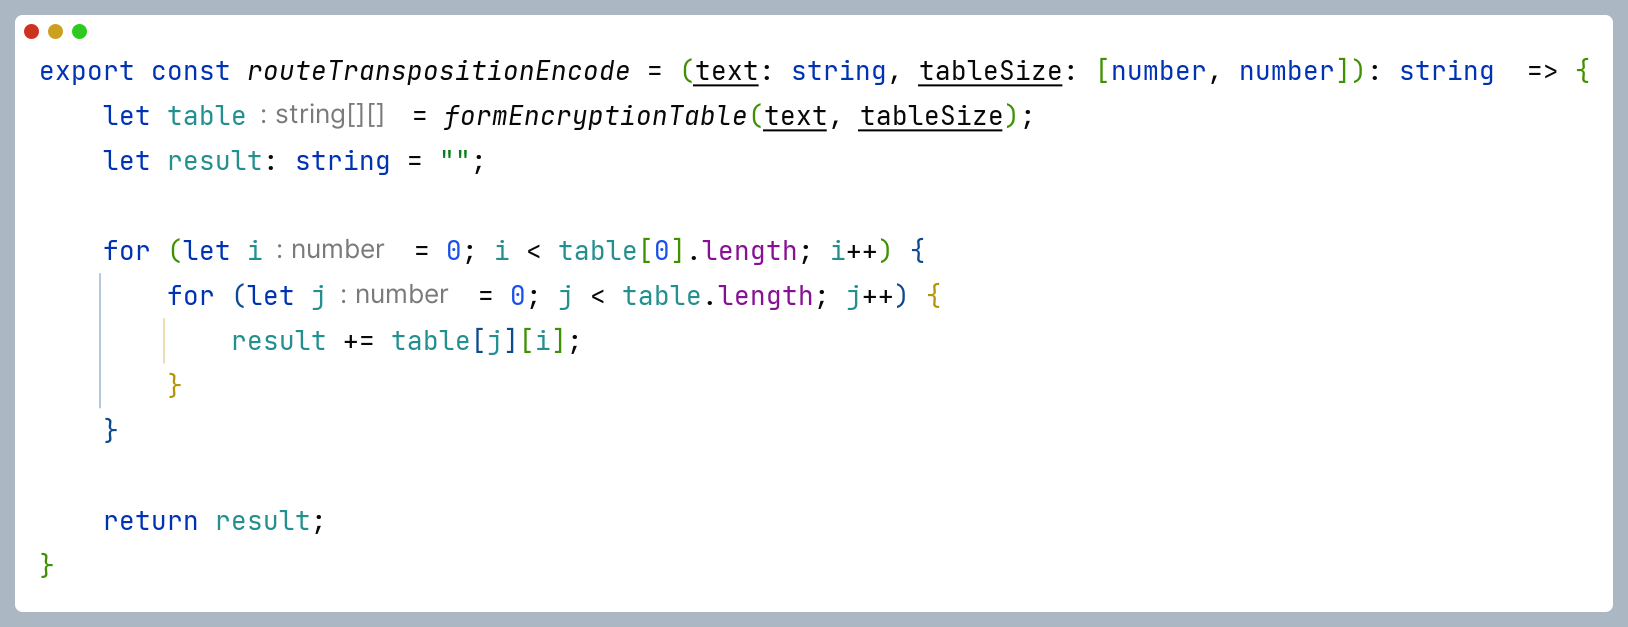 export const routeTranspositionEncode = (text: string, tableSize: [number, number]): string => {
    let table : string[][] = formEncryptionTable(text, tableSize);
    let result: string = "";

    for (let i : number = 0; i < table[0].length; i++) {
        for (let j : number = 0; j < table.length; j++) {
            result += table[j][i];
        }
    }

    return result;
}